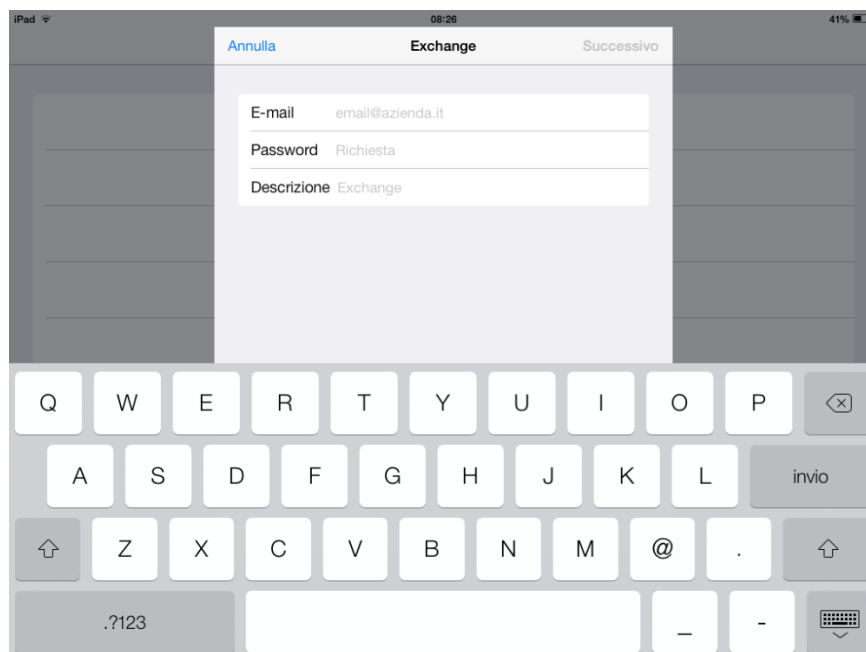 iPad 08:26 41%
Annulla Exchange Successivo
E-mail email@azienda.it
Password Richiesta
Descrizione Exchange
Q W E R T Y U I O P
A S D F G H J K L invio
Z X C V B N M @ .
.?123 _ -